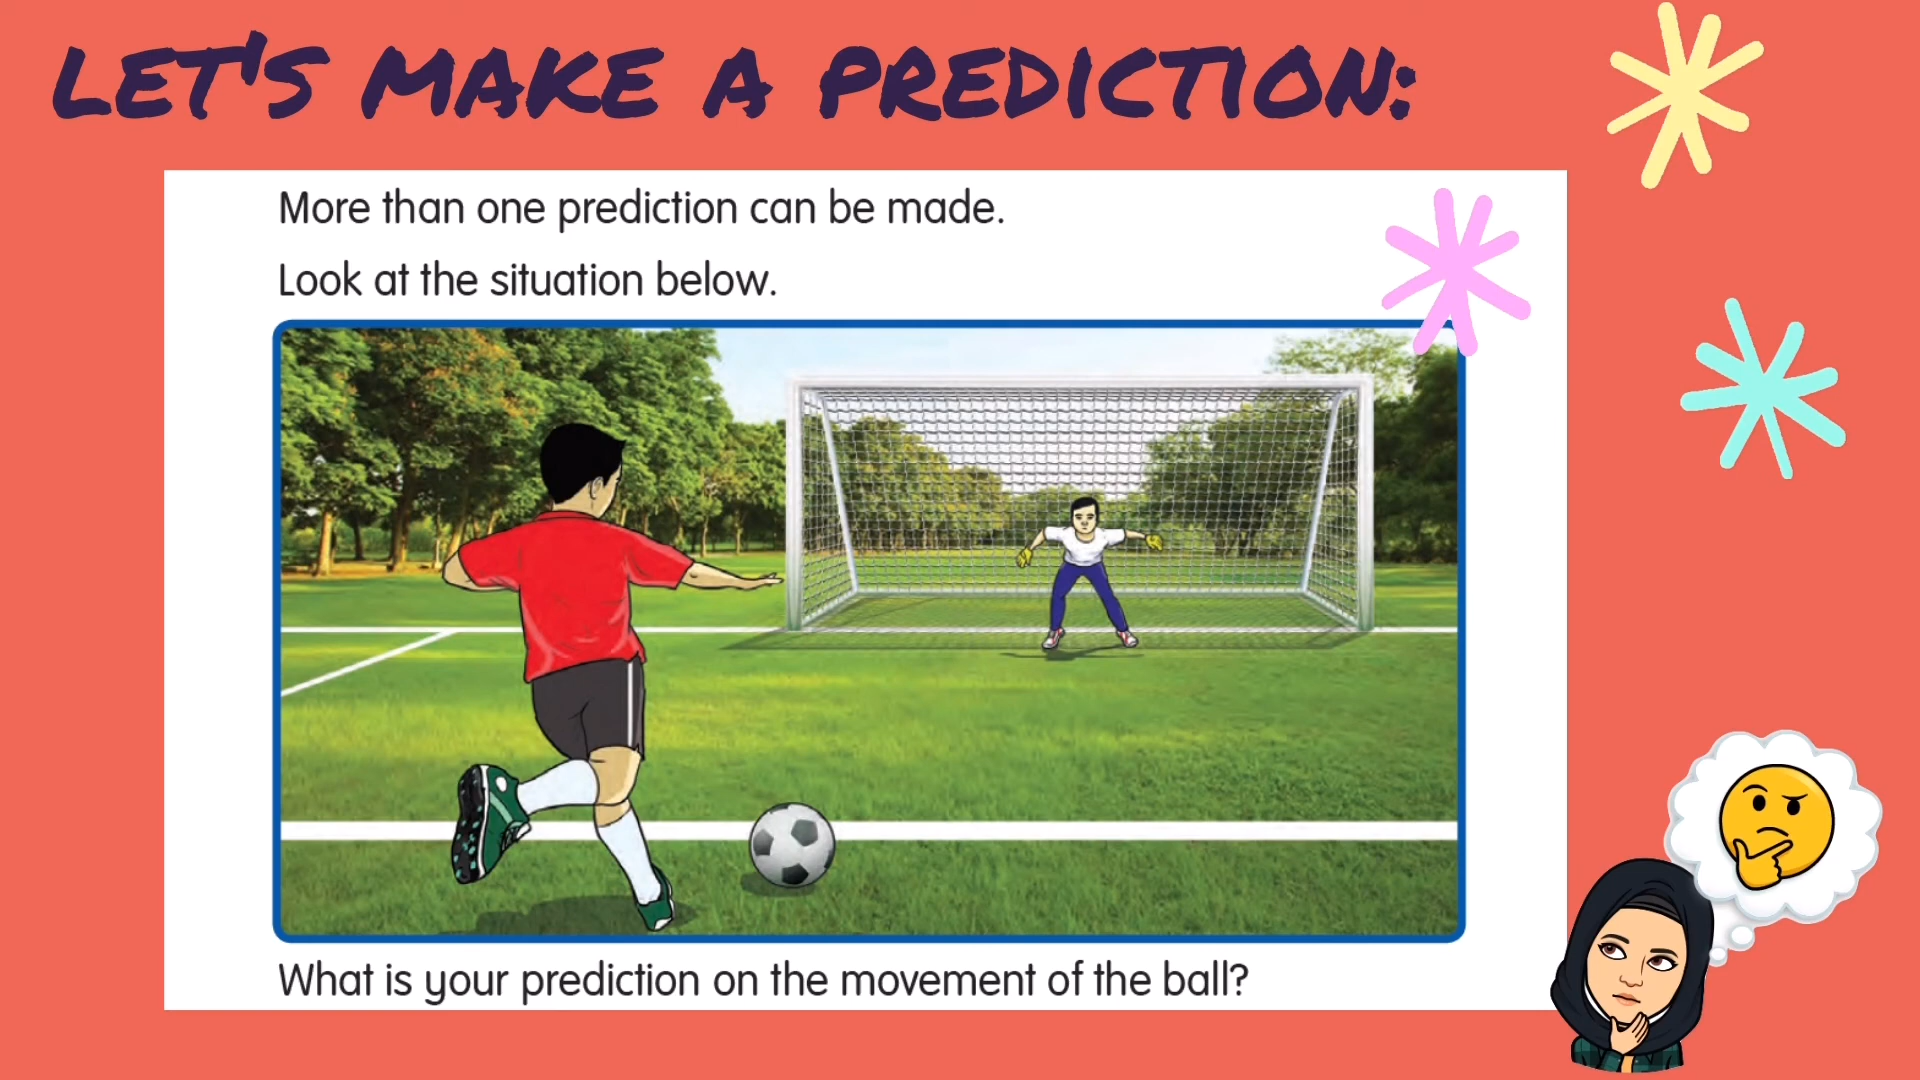 LET'S MAKE A PREDICTION:
More than one prediction can be made.
Look at the situation below.
What is your prediction on the movement of the ball?